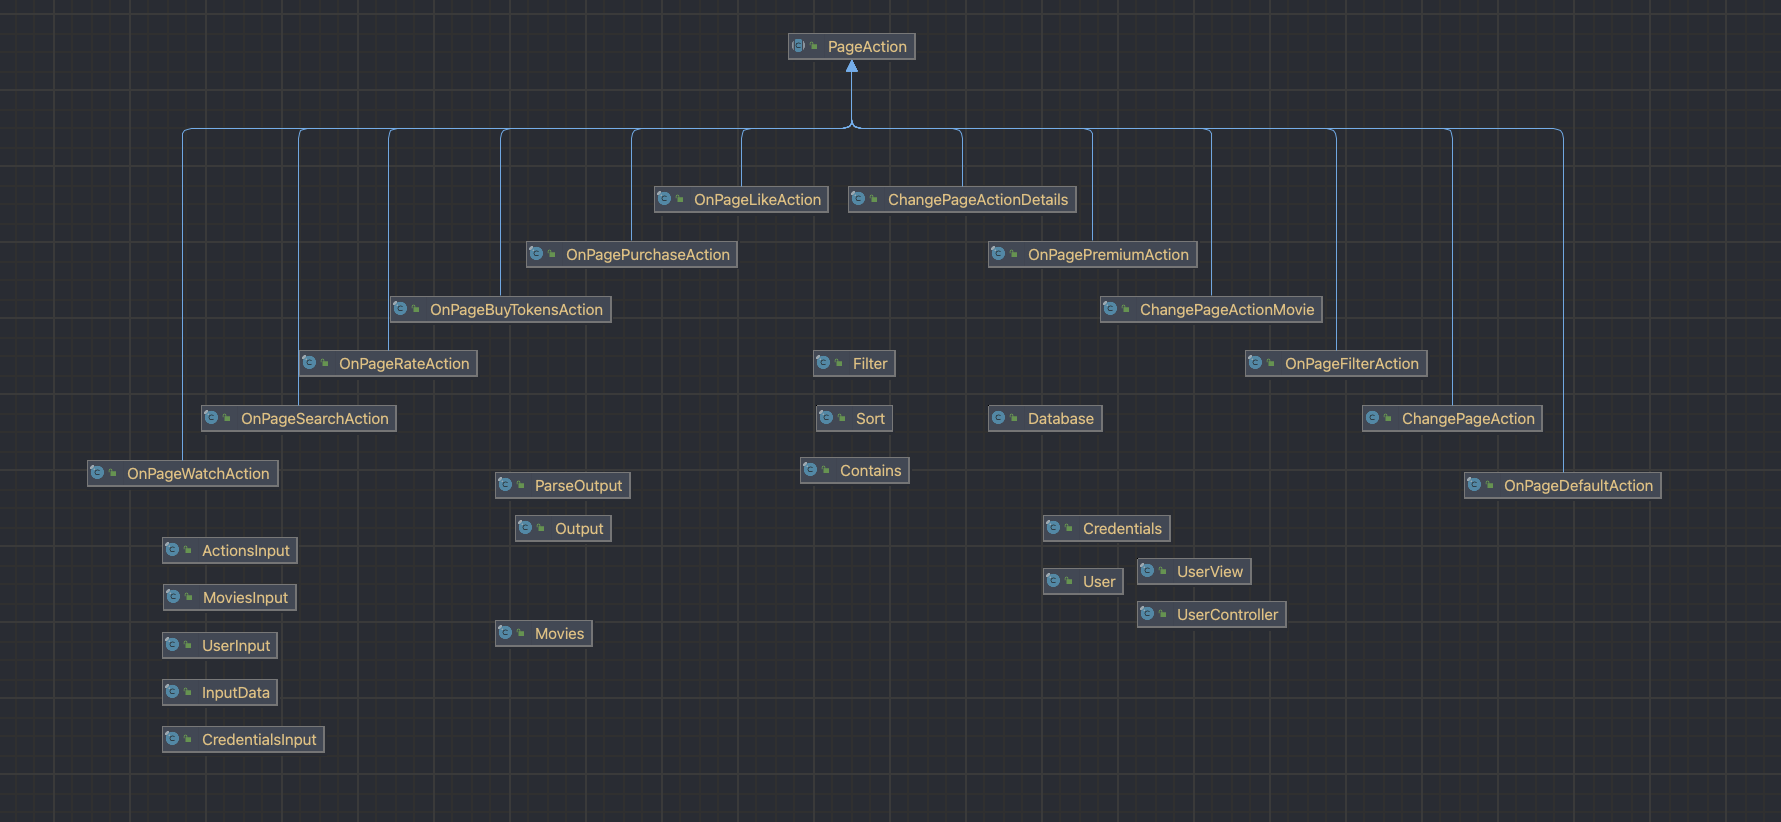 PageAction
OnPageLikeAction
ChangePageActionDetails
OnPagePurchaseAction
OnPagePremiumAction
OnPageBuyTokensAction
ChangePageActionMovie
OnPageRateAction
Filter
OnPageFilterAction
OnPageSearchAction
Sort
Database
ChangePageAction
OnPageWatchAction
Contains
ParseOutput
OnPageDefaultAction
Output
Credentials
ActionsInput
UserView
User
MoviesInput
UserController
Movies
UserInput
InputData
CredentialsInput